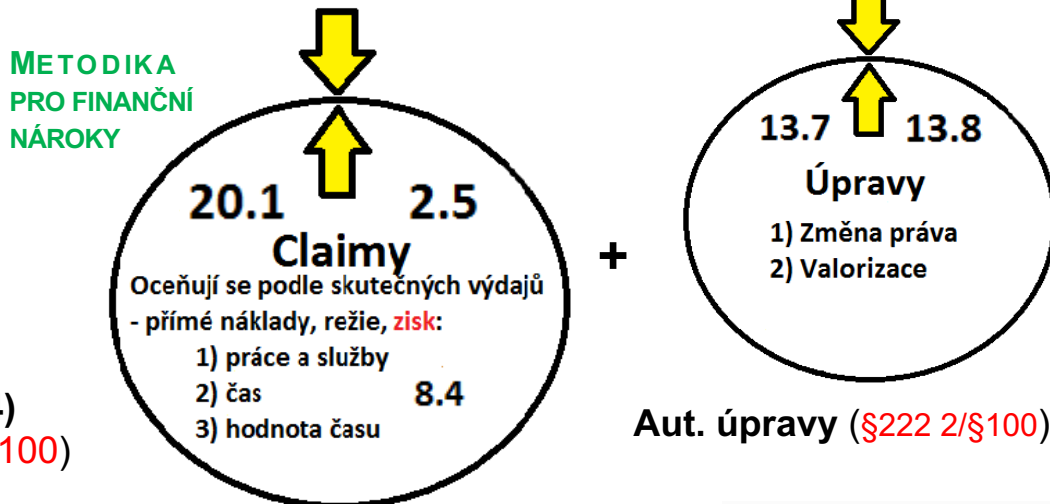 METODIKA
PRO FINANČNÍ
NÁROKY
20.1 2.5
Claimy
Oceňují se podle skutečných výdajů
- přímé náklady, režie, zisk:
1) práce a služby
2) čas 8.4
3) hodnota času
+
13.7 13.8
Úpravy
1) Změna práva
2) Valorizace
)
100)
Aut. úpravy (§222 2/§100)